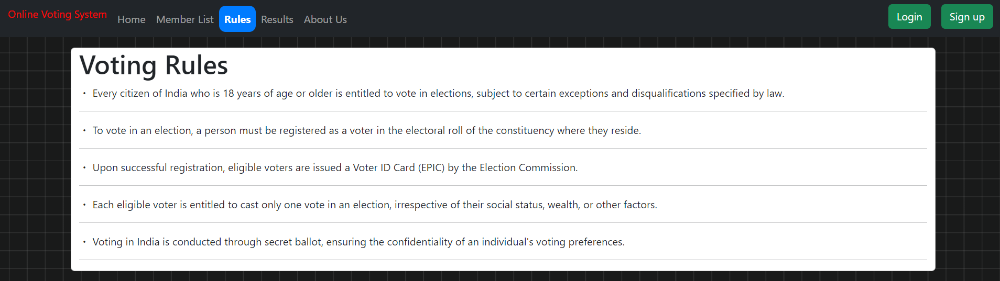 Online Voting System Home Member List Rules Results About Us Login Sign up
Voting Rules
• Every citizen of India who is 18 years of age or older is entitled to vote in elections, subject to certain exceptions and disqualifications specified by law.
• To vote in an election, a person must be registered as a voter in the electoral roll of the constituency where they reside.
• Upon successful registration, eligible voters are issued a Voter ID Card (EPIC) by the Election Commission.
• Each eligible voter is entitled to cast only one vote in an election, irrespective of their social status, wealth, or other factors.
• Voting in India is conducted through secret ballot, ensuring the confidentiality of an individual's voting preferences.